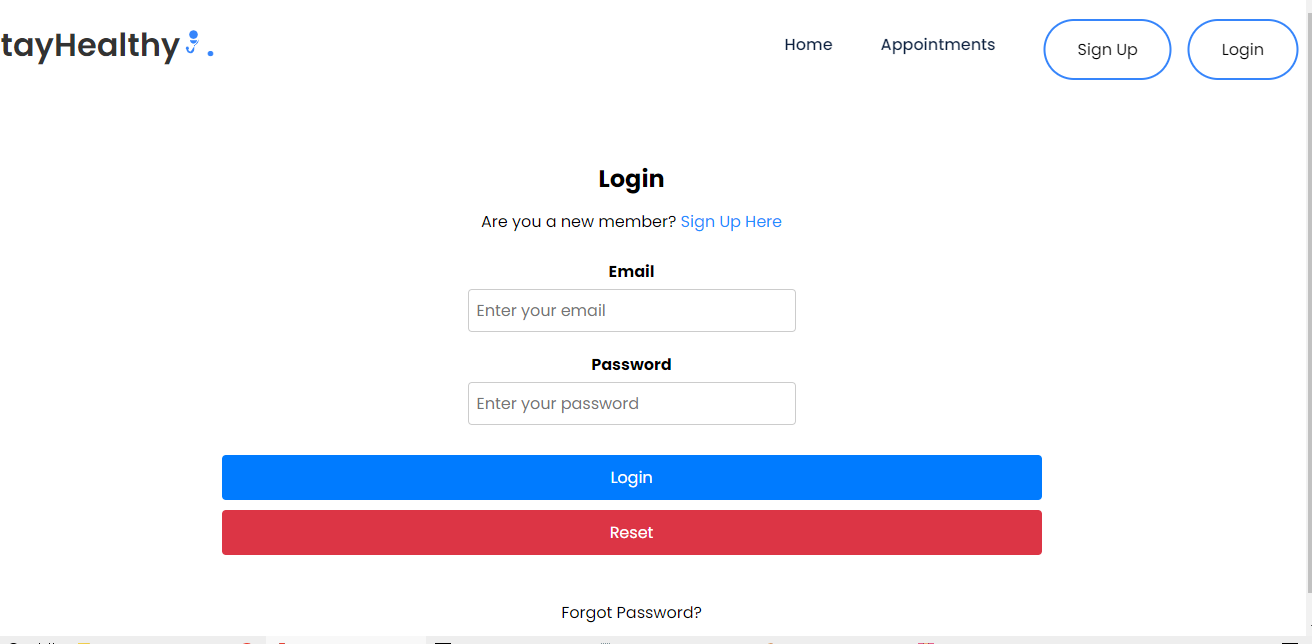 tayHealthy
Home Appointments Sign Up Login
Login
Are you a new member? Sign Up Here
Email
Enter your email
Password
Enter your password
Login
Reset
Forgot Password?